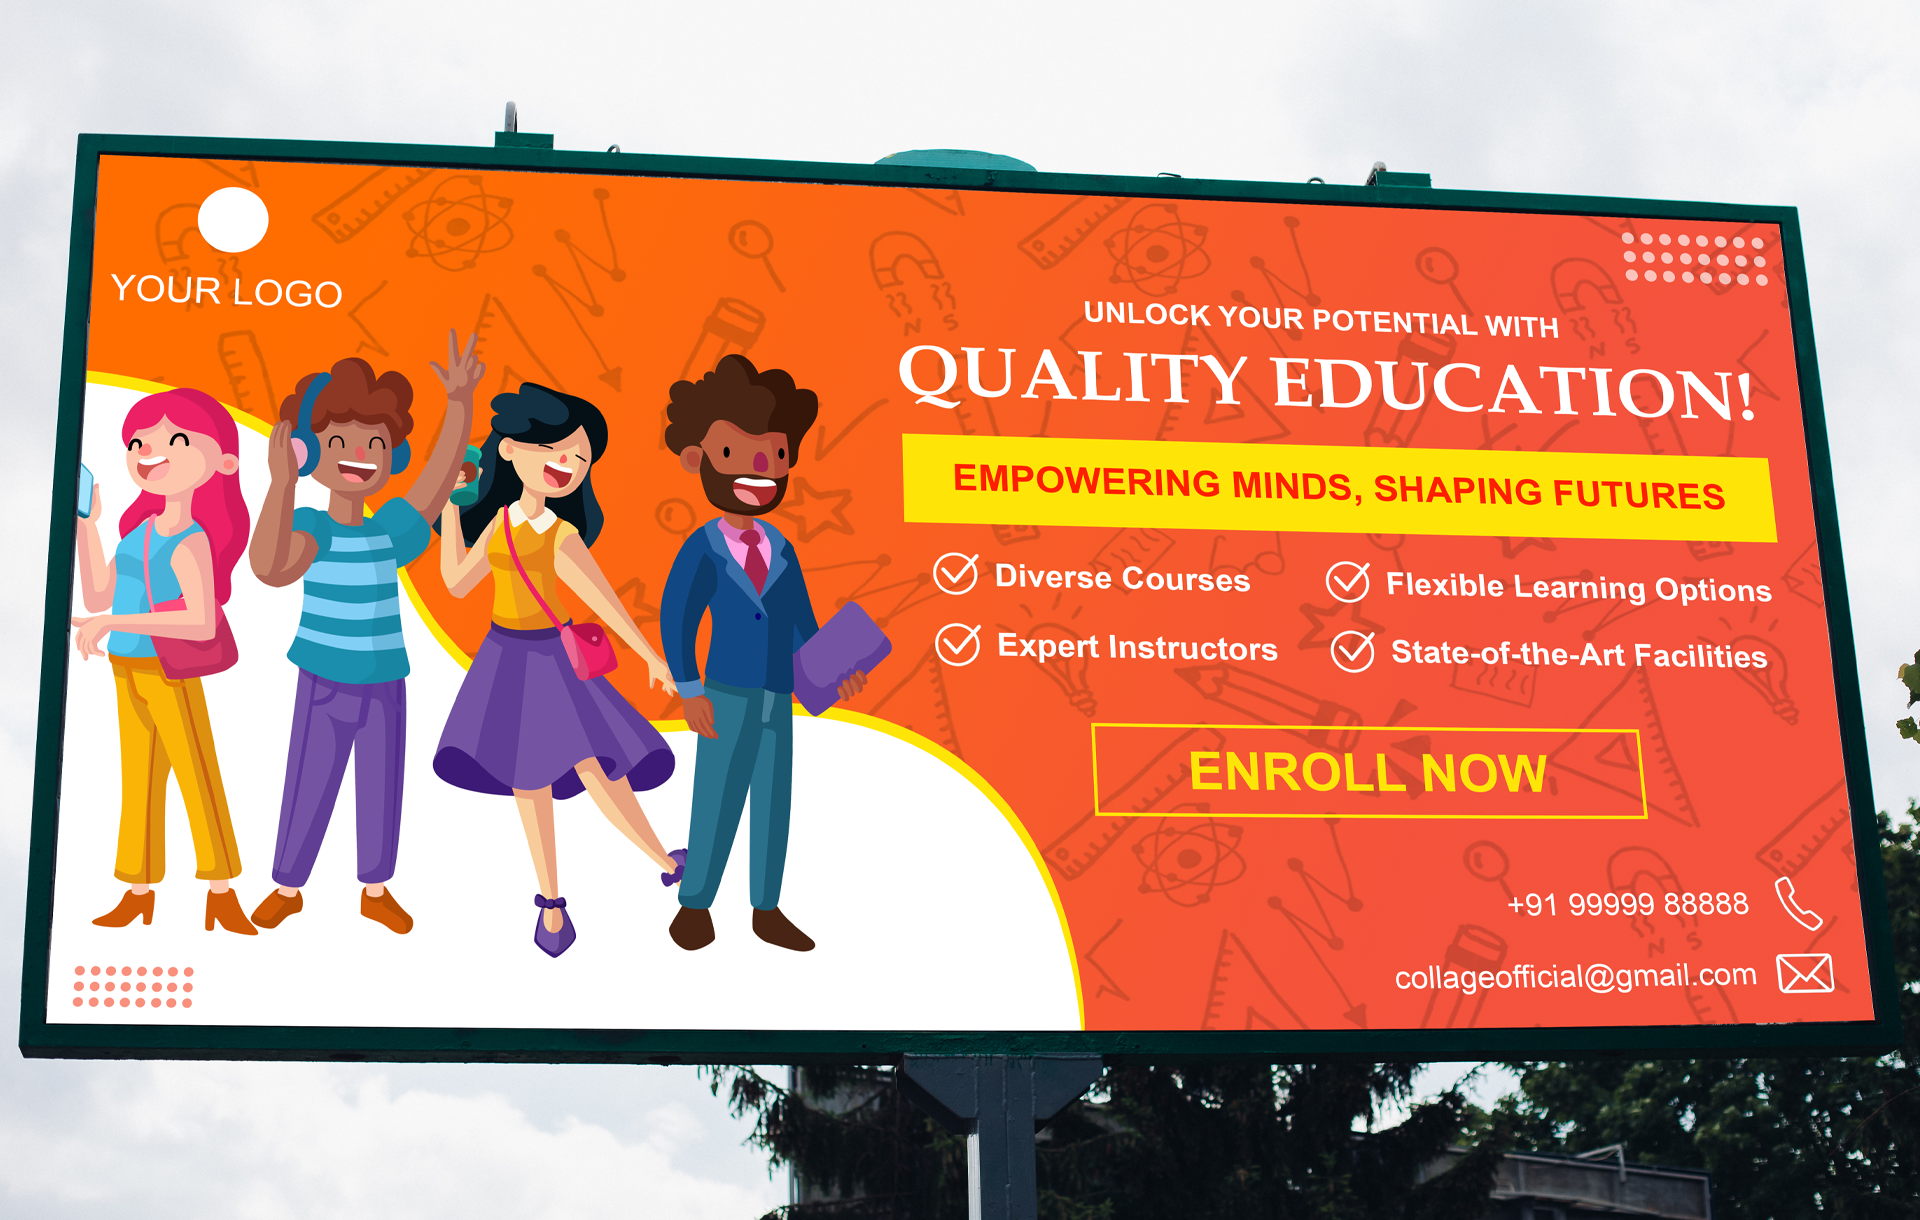 YOUR LOGO
UNLOCK YOUR POTENTIAL WITH
QUALITY EDUCATION!
EMPOWERING MINDS, SHAPING FUTURES
Diverse Courses
Flexible Learning Options
Expert Instructors
State-of-the-Art Facilities
ENROLL NOW
+91 99999 88888
collageofficial@gmail.com